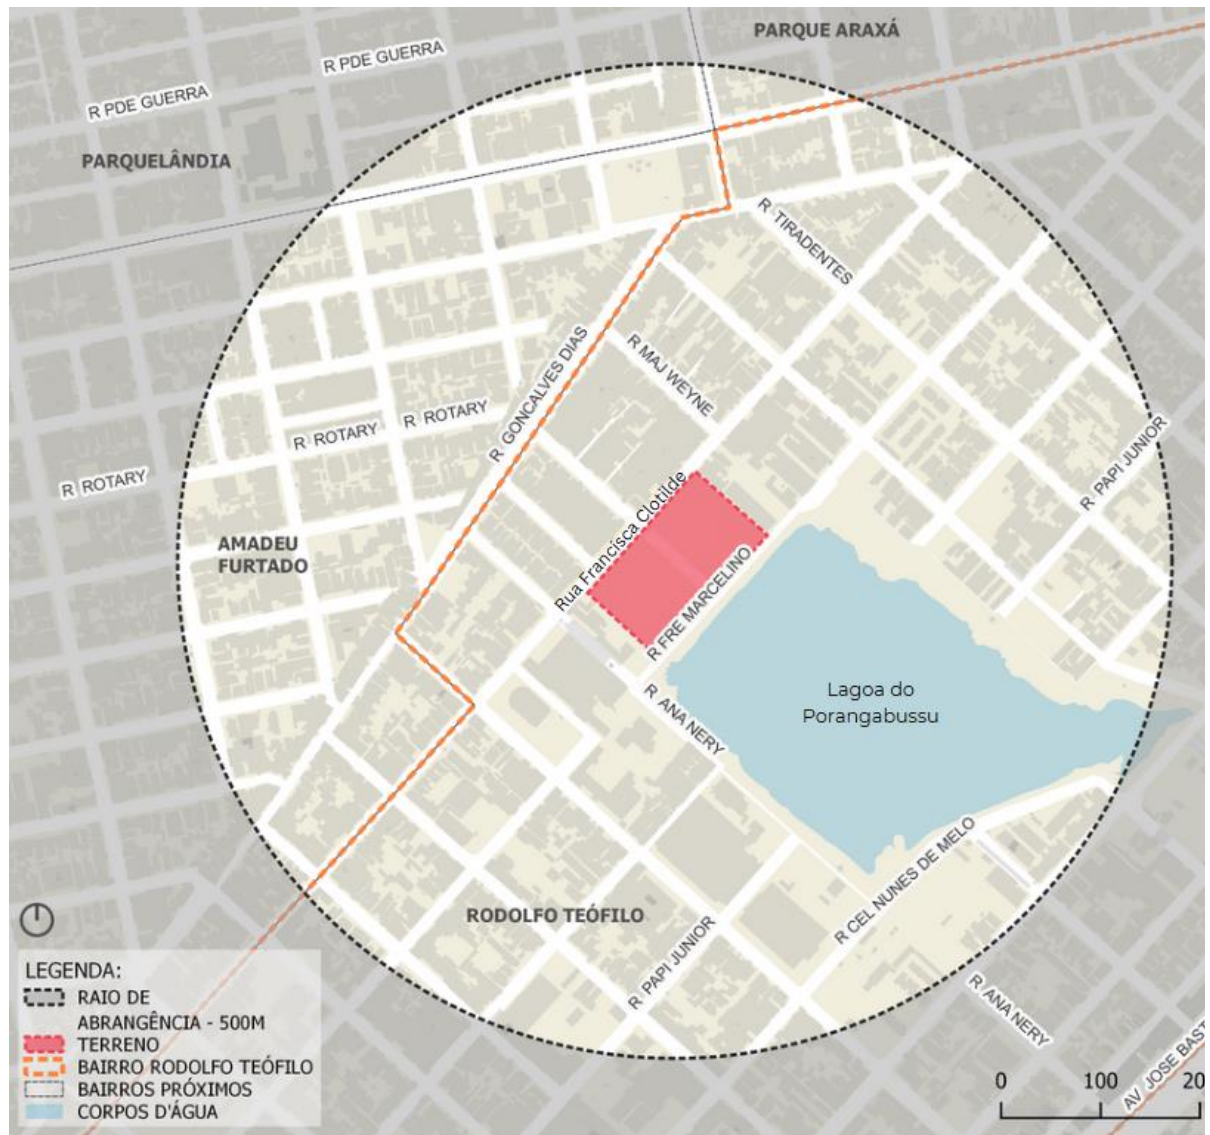 PARQUE ARAXÁ
R PDE GUERRA
R PDE GUERRA
PARQUELÂNDIA
R TIRADENTES
R GONCALVES DIAS
R MAJ WEYNE
R ROTARY
R ROTARY
R ROTARY
R PAPI JUNIOR
Rua Francisca Clotilde
AMADEU
FURTADO
R FRE MARCELINO
Lagoa do
Porangabussu
R ANA NERY
R CEL NUNES DE MELO
RODOLFO TEÓFILO
R PAPI JUNIOR
R ANA NERY
AV JOSE BAST
LEGENDA:
RAIO DE
ABRANGÊNCIA - 500M
TERRENO
BAIRRO RODOLFO TEÓFILO
BAIRROS PRÓXIMOS
CORPOS D'ÁGUA
0 100 20